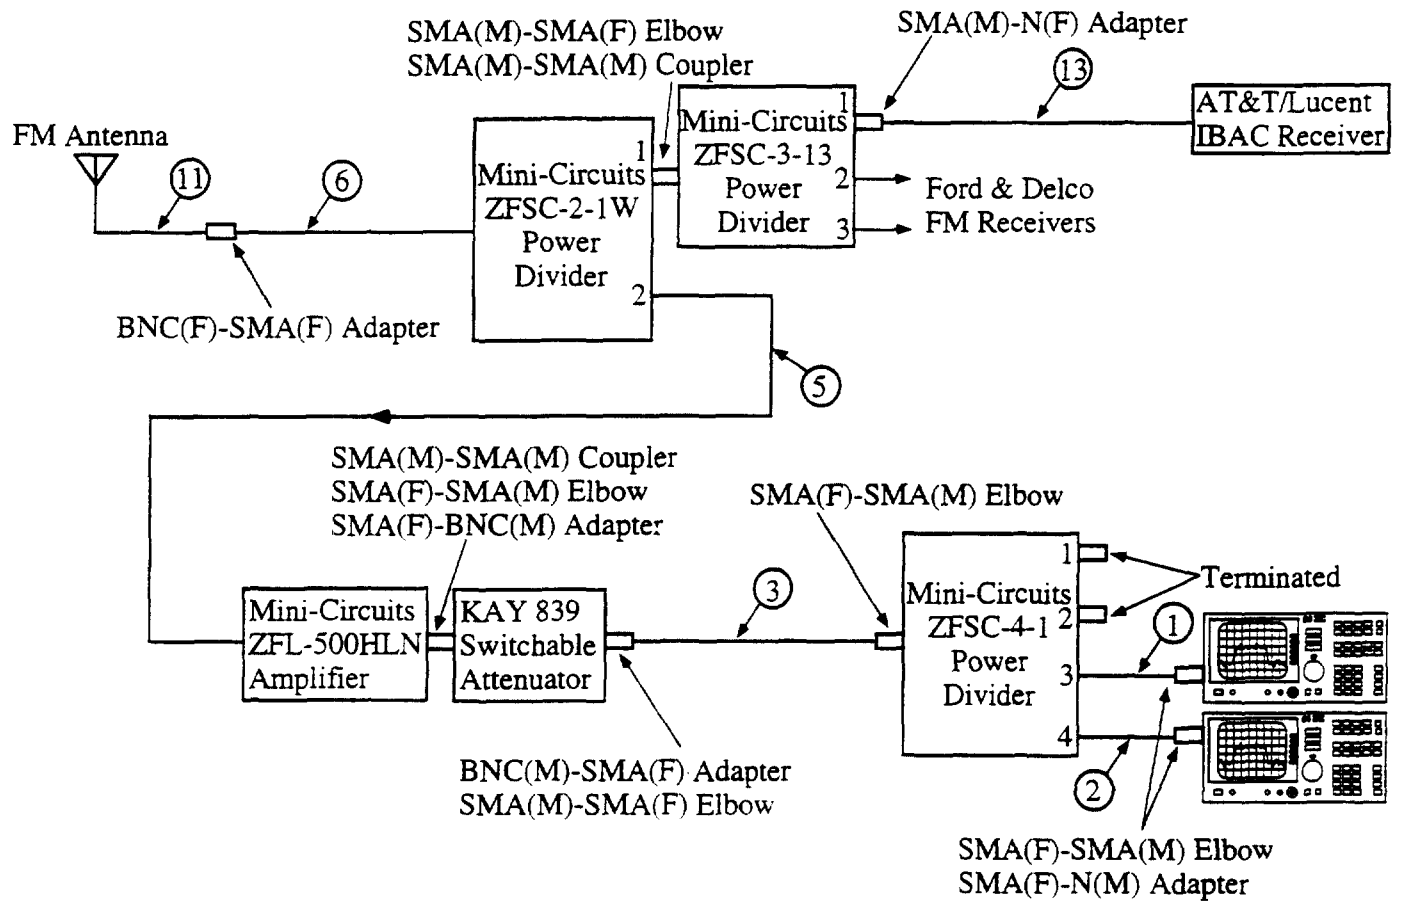 SMA(M)-SMA(F) Elbow
SMA(M)-SMA(M) Coupler
SMA(M)-N(F) Adapter
13
AT&T/Lucent
IBAC Receiver
FM Antenna
11
6
BNC(F)-SMA(F) Adapter
1
Mini-Circuits
ZFSC-2-1W
Power
Divider
2
1
Mini-Circuits
ZFSC-3-13
Power
Divider
2
3
Ford & Delco
FM Receivers
5
SMA(M)-SMA(M) Coupler
SMA(F)-SMA(M) Elbow
SMA(F)-BNC(M) Adapter
Mini-Circuits
ZFL-500HLN
Amplifier
KAY 839
Switchable
Attenuator
3
BNC(M)-SMA(F) Adapter
SMA(M)-SMA(F) Elbow
SMA(F)-SMA(M) Elbow
1
Mini-Circuits
2
ZFSC-4-1
Power
Divider
3
4
Terminated
1
2
SMA(F)-SMA(M) Elbow
SMA(F)-N(M) Adapter